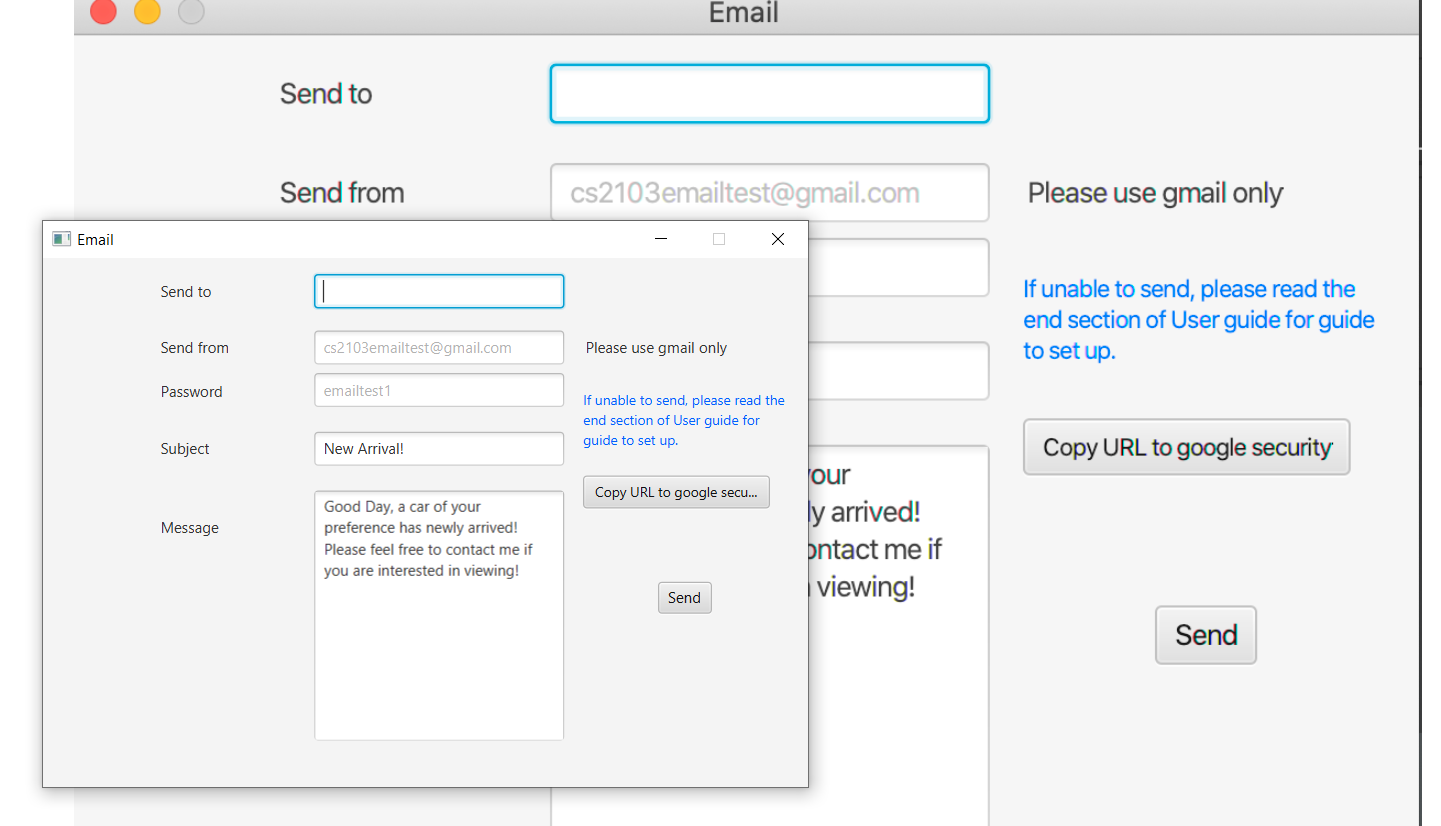 Email
Send to
Send from
cs2103emailtest@gmail.com
Please use gmail only
If unable to send, please read the
end section of User guide for guide
to set up.
Copy URL to google security
our
y arrived!
ontact me if
viewing!
Send
Email
Send to
Send from
cs2103emailtest@gmail.com
Please use gmail only
Password
emailtest1
If unable to send, please read the
end section of User guide for
guide to set up.
Subject
New Arrival!
Copy URL to google secu...
Message
Good Day, a car of your
preference has newly arrived!
Please feel free to contact me if
you are interested in viewing!
Send